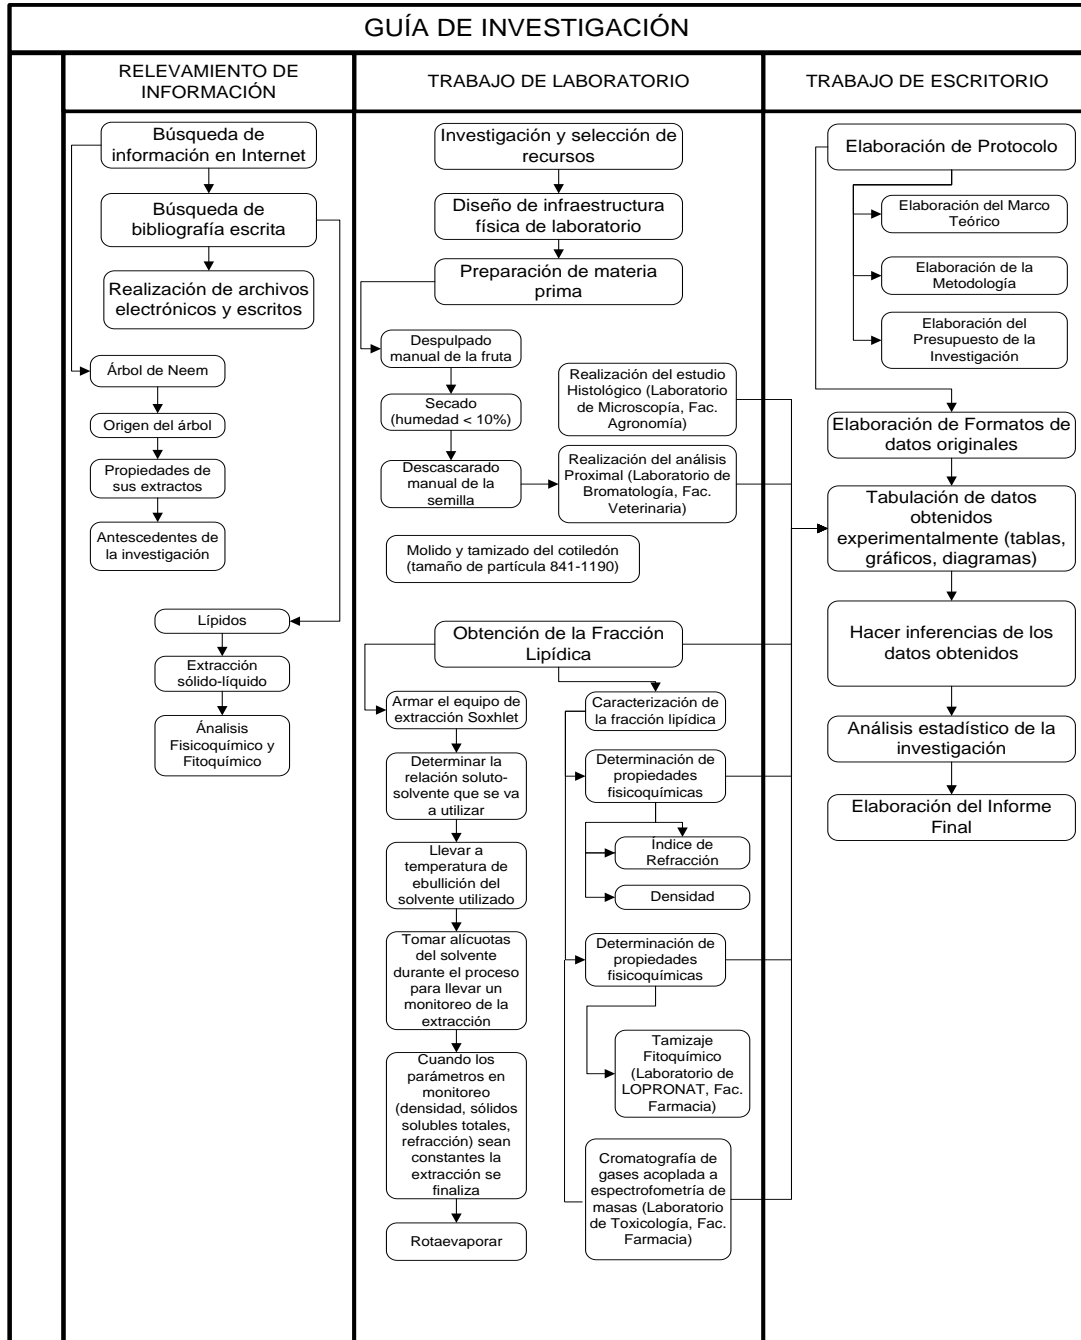 GUÍA DE INVESTIGACIÓN
RELEVAMIENTO DE
INFORMACIÓN
Búsqueda de
información en Internet
Búsqueda de
bibliografía escrita
Realización de archivos
electrónicos y escritos
Árbol de Neem
Origen del árbol
Propiedades de
sus extractos
Antescedentes de
la investigación
Lípidos
Extracción
sólido-líquido
Ánalisis
Fisicoquímico y
Fitoquímico
TRABAJO DE LABORATORIO
Investigación y selección de
recursos
Diseño de infraestructura
física de laboratorio
Preparación de materia
prima
Despulpado
manual de la fruta
Secado
(humedad < 10%)
Descascarado
manual de la
semilla
Realización del estudio
Histológico (Laboratorio
de Microscopía, Fac.
Agronomía)
Realización del análisis
Proximal (Laboratorio de
Bromatología, Fac.
Veterinaria)
Molido y tamizado del cotiledón
(tamaño de partícula 841-1190)
Obtención de la Fracción
Lipídica
Armar el equipo de
extracción Soxhlet
Determinar la
relación soluto-
solvente que se va
a utilizar
Llevar a
temperatura de
ebullición del
solvente utilizado
Tomar alícuotas
del solvente
durante el proceso
para llevar un
monitoreo de la
extracción
Cuando los
parámetros en
monitoreo
(densidad, sólidos
solubles totales,
refracción) sean
constantes la
extracción se
finaliza
Rotaevaporar
Caracterización de
la fracción lipídica
Determinación de
propiedades
fisicoquímicas
Índice de
Refracción
Densidad
Determinación de
propiedades
fisicoquímicas
Tamizaje
Fitoquímico
(Laboratorio de
LOPRONAT, Fac.
Farmacia)
Cromatografía de
gases acoplada a
espectrofometría de
masas (Laboratorio
de Toxicología, Fac.
Farmacia)
TRABAJO DE ESCRITORIO
Elaboración de Protocolo
Elaboración del Marco
Teórico
Elaboración de la
Metodología
Elaboración del
Presupuesto de la
Investigación
Elaboración de Formatos de
datos originales
Tabulación de datos
obtenidos
experimentalmente (tablas,
gráficos, diagramas)
Hacer inferencias de los
datos obtenidos
Análisis estadístico de la
investigación
Elaboración del Informe
Final